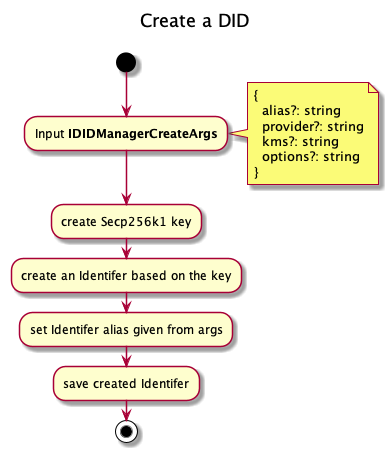 Create a DID
Input IDIDManagerCreateArgs
{
alias?: string
provider?: string
kms?: string
options?: string
}
create Secp256k1 key
create an Identifer based on the key
set Identifer alias given from args
save created Identifer